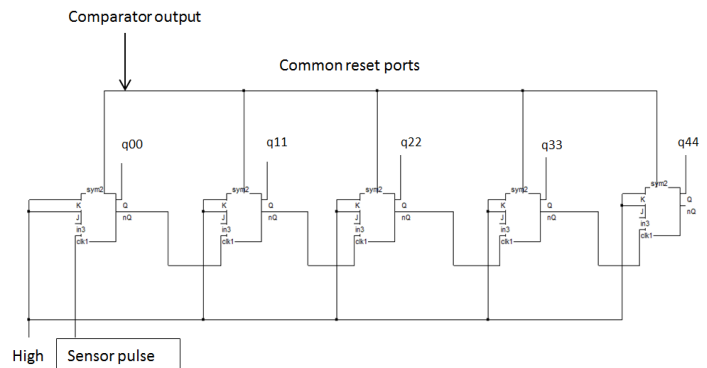 Comparator output
Common reset ports
q00
q11
q22
q33
q44
sym2
K
J
in3
clk1
Q
nQ
sym2
K
J
in3
clk1
Q
nQ
sym2
K
J
in3
clk1
Q
nQ
sym2
K
J
in3
clk1
Q
nQ
sym2
K
J
in3
clk1
Q
nQ
High
Sensor pulse